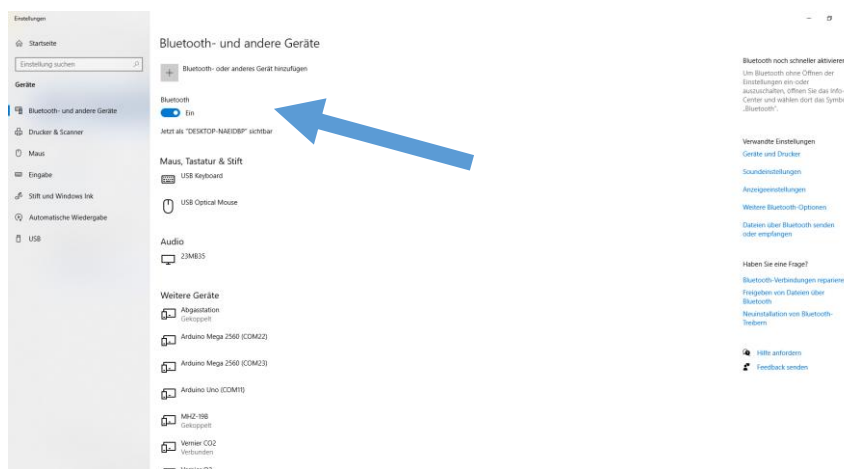 Einstellungen
Startseite
Einstellung suchen
Geräte
Bluetooth- und andere Geräte
Drucker & Scanner
Maus
Eingabe
Stift und Windows Ink
Automatische Wiedergabe
USB
Bluetooth- und andere Geräte
Bluetooth- oder anderes Gerät hinzufügen
Bluetooth
Ein
Jetzt als "DESKTOP-NAEIDBP" sichtbar
Maus, Tastatur & Stift
USB Keyboard
USB Optical Mouse
Audio
23MB35
Weitere Geräte
Abgasstation
Gekoppelt
Arduino Mega 2560 (COM22)
Arduino Mega 2560 (COM23)
Arduino Uno (COM11)
MHZ-19B
Gekoppelt
Vernier CO2
Verbunden
Bluetooth noch schneller aktivieren
Um Bluetooth ohne Öffnen der
Einstellungen ein- oder
auszuschalten, öffnen Sie das Info-
Center und wählen dort das Symbo
„Bluetooth".
Verwandte Einstellungen
Geräte und Drucker
Soundeinstellungen
Anzeigeeinstellungen
Weitere Bluetooth-Optionen
Dateien über Bluetooth senden
oder empfangen
Haben Sie eine Frage?
Bluetooth-Verbindungen repariere
Freigeben von Dateien über
Bluetooth
Neuinstallation von Bluetooth-
Treibern
Hilfe anfordern
Feedback senden